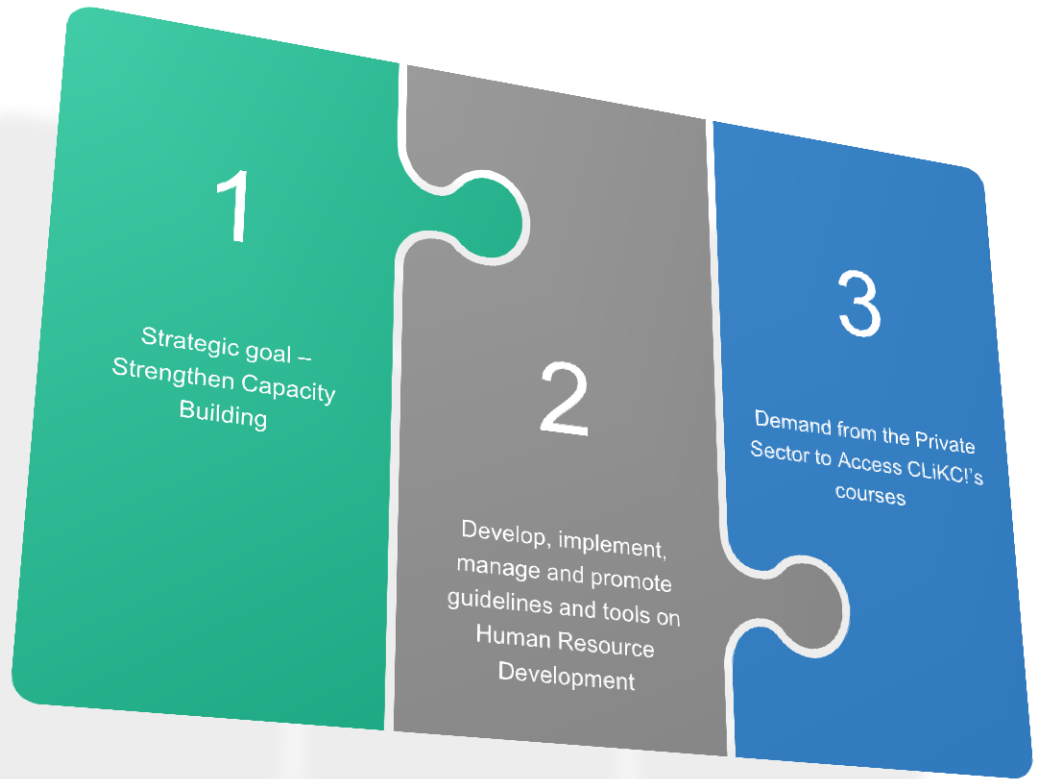 1
Strategic goal –
Strengthen Capacity
Building
2
Develop, implement,
manage and promote
guidelines and tools on
Human Resource
Development
3
Demand from the Private
Sector to Access CLiKC!'s
courses